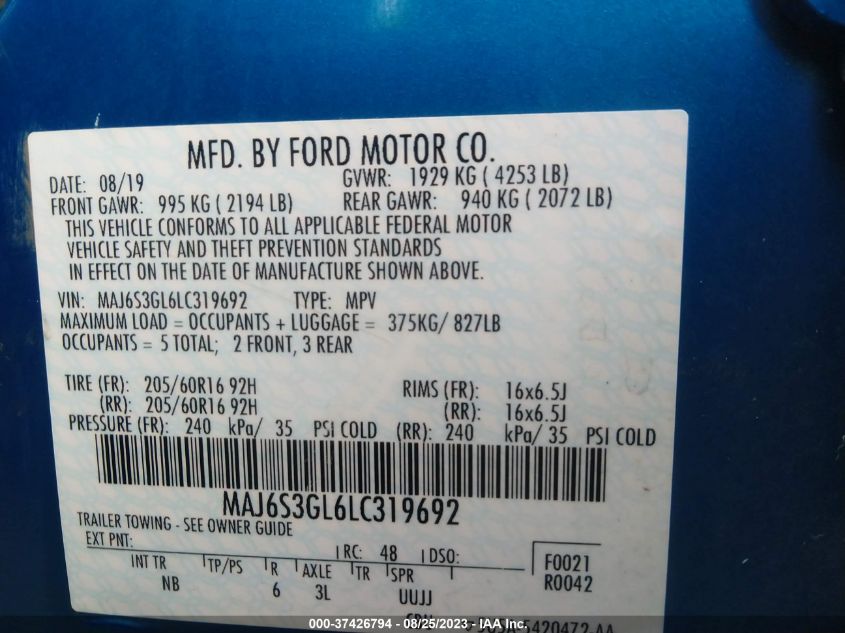 MFD. BY FORD MOTOR CO.
DATE: 08/19 GVWR: 1929 KG ( 4253 LB)
FRONT GAWR: 995 KG ( 2194 LB) REAR GAWR: 940 KG ( 2072 LB)
THIS VEHICLE CONFORMS TO ALL APPLICABLE FEDERAL MOTOR
VEHICLE SAFETY AND THEFT PREVENTION STANDARDS
IN EFFECT ON THE DATE OF MANUFACTURE SHOWN ABOVE.
VIN: MAJ6S3GL6LC319692 TYPE: MPV
MAXIMUM LOAD = OCCUPANTS + LUGGAGE = 375KG/ 827LB
OCCUPANTS = 5 TOTAL; 2 FRONT, 3 REAR
TIRE (FR): 205/60R16 92H RIMS (FR): 16x6.5J
(RR): 205/60R16 92H (RR): 16x6.5J
PRESSURE (FR): 240 kPa/ 35 PSI COLD (RR): 240 kPa/ 35 PSI COLD
MAJ6S3GL6LC319692
TRAILER TOWING - SEE OWNER GUIDE
EXT PNT: RC: 48 DSO: F0021
INT TR TP/PS R AXLE TR SPR R0042
NB 6 3L UUJJ
000-37426794 - 08/25/2023 - IAA Inc.